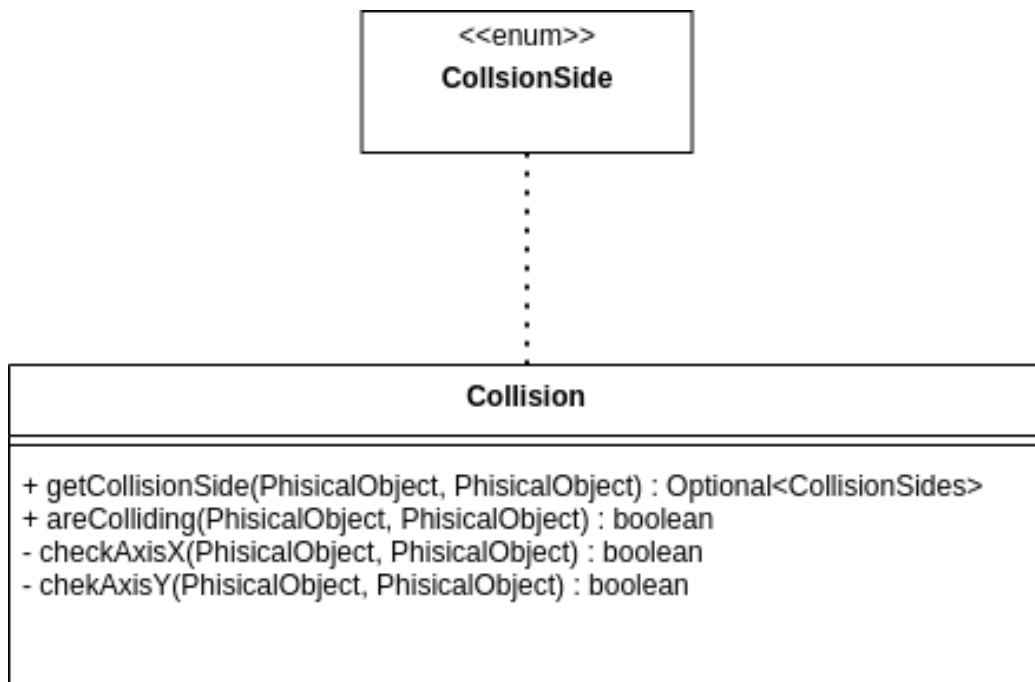 <<enum>>
CollsionSide
Collision
+ getCollisionSide(PhisicalObject, PhisicalObject) : Optional<CollisionSides>
+ areColliding(PhisicalObject, PhisicalObject) : boolean
- checkAxisX(PhisicalObject, PhisicalObject) : boolean
- chekAxisY(PhisicalObject, PhisicalObject) : boolean